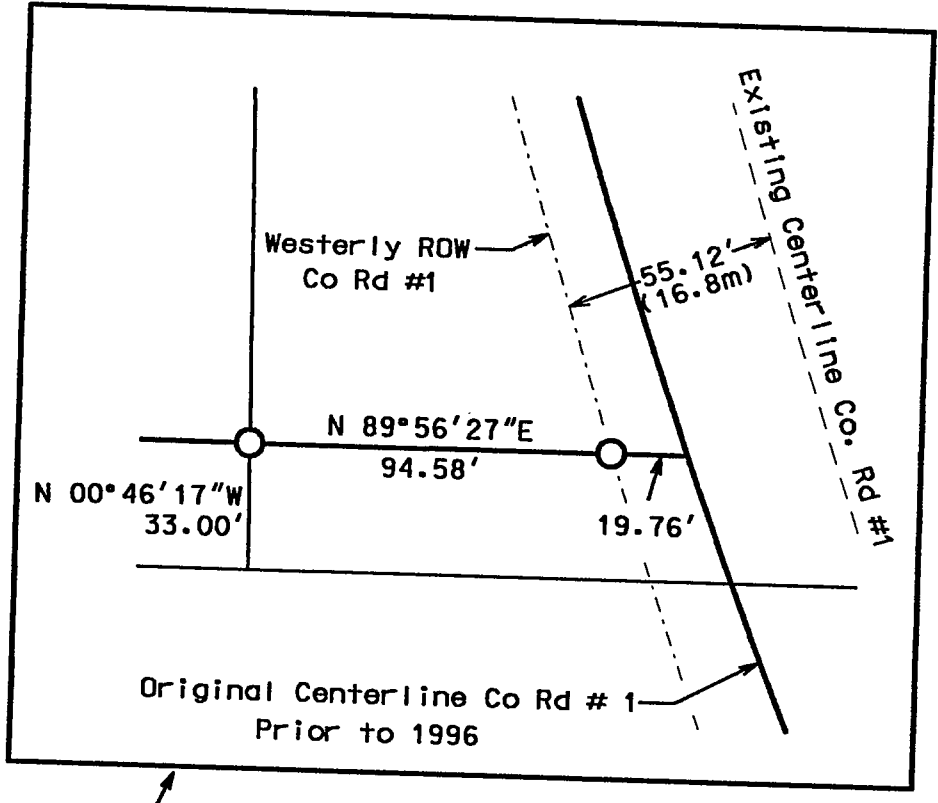 Existing Centerline Co. Rd #1
Westerly ROW
Co Rd #1
55.12'
(16.8m)
N 89°56'27"E
94.58'
N 00°46'17"W
33.00'
19.76'
Original Centerline Co Rd # 1
Prior to 1996